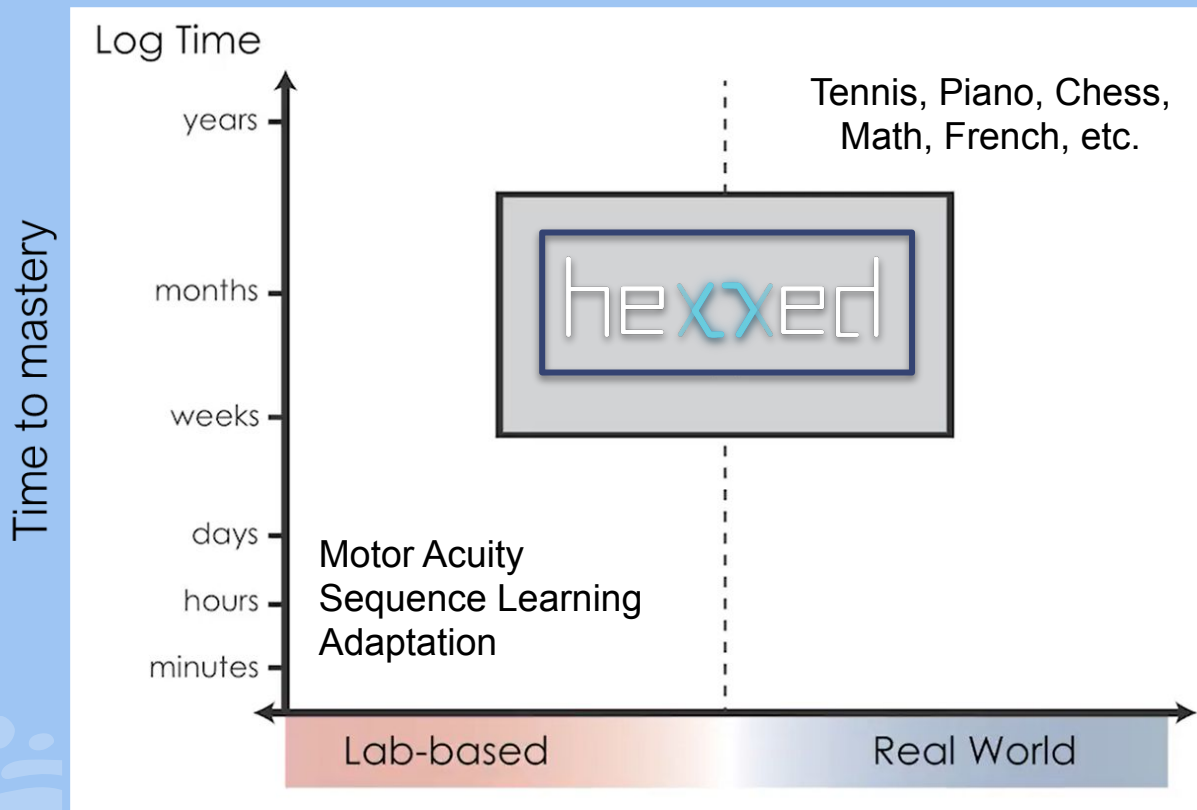 Log Time
Time to mastery
years
months
weeks
days
hours
minutes
Tennis, Piano, Chess,
Math, French, etc.
hexxed
Motor Acuity
Sequence Learning
Adaptation
Lab-based
Real World